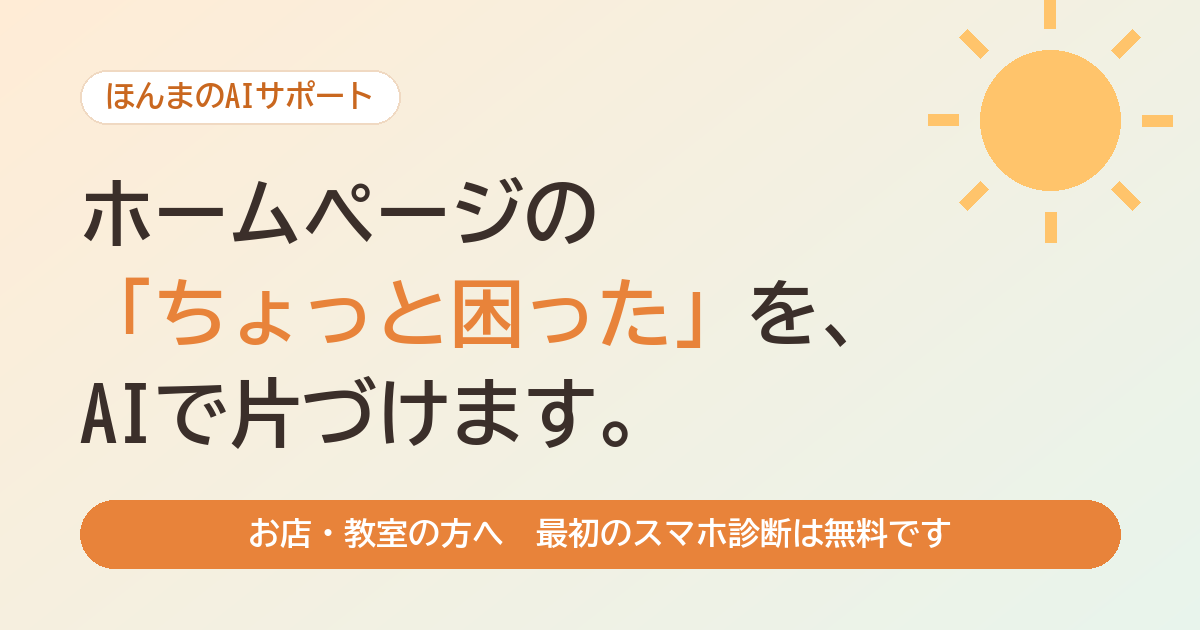 ほんまのAIサポート
ホームページの
「ちょっと困った」を、
AIで片づけます。
お店・教室の方へ　最初のスマホ診断は無料です